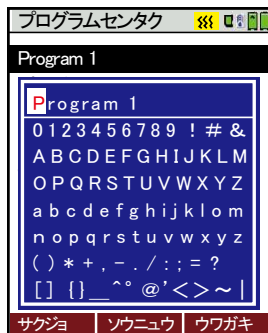 プログラムセンタク
Program 1
Program 1
0123456789!#&
ABCDEFGHIJKLM
OPQRSTUVWXYZ
abcdefghijklom
nopqrstuvwxyz
()*+,-./:;=?
[]{}_^°@'<>~|
サクジョ ソウニュウ ウワガキ